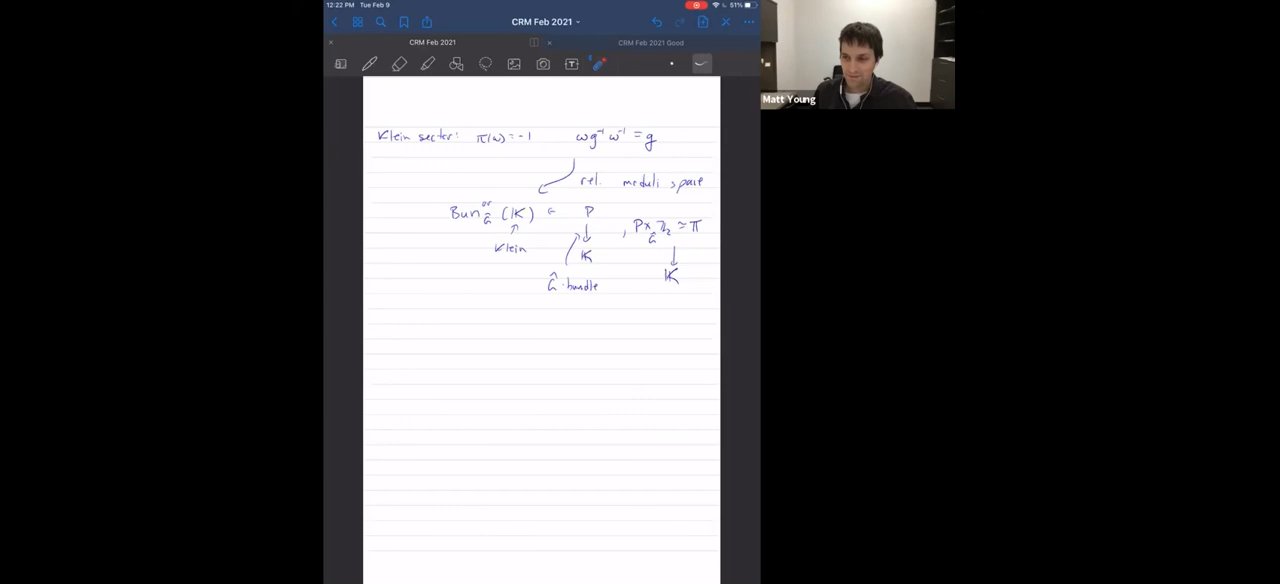 12:22 PM Tue Feb 9
51%
CRM Feb 2021
CRM Feb 2021
CRM Feb 2021 Good
Matt Young
Klein sector: π(ω) = -1 ωg⁻¹ω⁻¹ = g
rel. moduli space
Bun^or_Ĝ (𝕂) ∋ P , P×_Ĝ ℤ₂ ≃ π
Klein 𝕂 𝕂
Ĝ-bundle